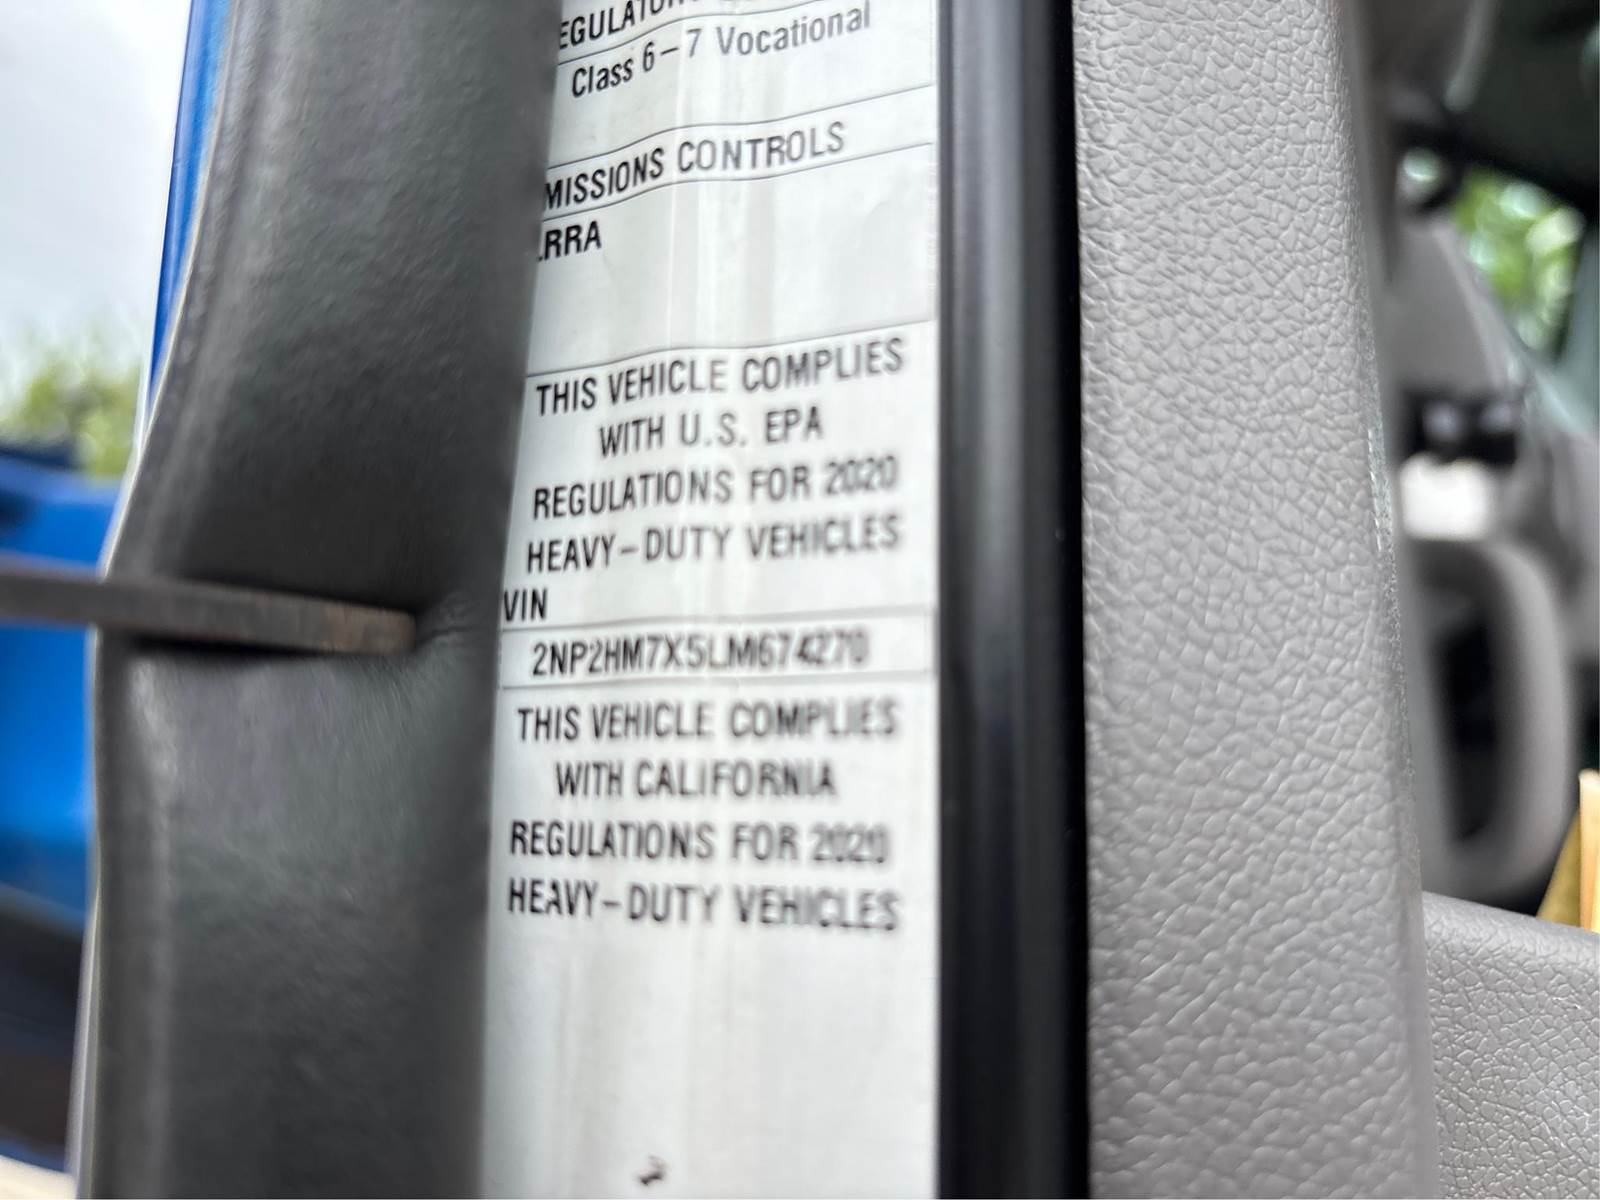 Class 6-7 Vocational
MISSIONS CONTROLS
RRA
THIS VEHICLE COMPLIES
WITH U.S. EPA
REGULATIONS FOR 2020
HEAVY-DUTY VEHICLES
VIN
2NP2HM7X5LM674270
THIS VEHICLE COMPLIES
WITH CALIFORNIA
REGULATIONS FOR 2020
HEAVY-DUTY VEHICLES